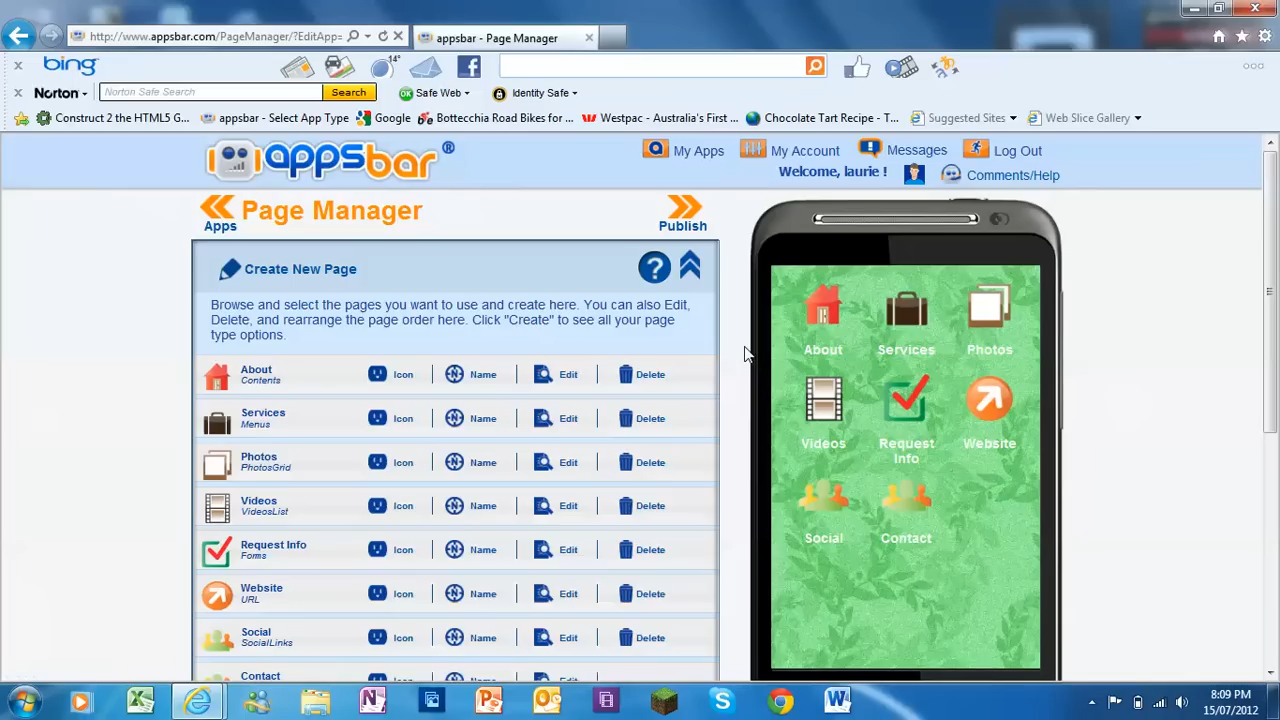 http://www.appsbar.com/PageManager/?EditApp=
appsbar - Page Manager
bing
14°
Norton
Norton Safe Search
Search
OK
Safe Web
Identity Safe
Construct 2 the HTML5 G...
appsbar - Select App Type
Google
Bottecchia Road Bikes for ...
Westpac - Australia's First ...
Chocolate Tart Recipe - T...
Suggested Sites
Web Slice Gallery
appsbar®
My Apps
My Account
Messages
Log Out
Welcome, laurie !
Comments/Help
Page Manager
Apps
Publish
Create New Page
?
Browse and select the pages you want to use and create here. You can also Edit,
Delete, and rearrange the page order here. Click "Create" to see all your page
type options.
About
Contents
Icon
Name
Edit
Delete
Services
Menus
Icon
Name
Edit
Delete
Photos
PhotosGrid
Icon
Name
Edit
Delete
Videos
VideosList
Icon
Name
Edit
Delete
Request Info
Forms
Icon
Name
Edit
Delete
Website
URL
Icon
Name
Edit
Delete
Social
SocialLinks
Icon
Name
Edit
Delete
Contact
About
Services
Photos
Videos
Request
Info
Website
Social
Contact
8:09 PM
15/07/2012